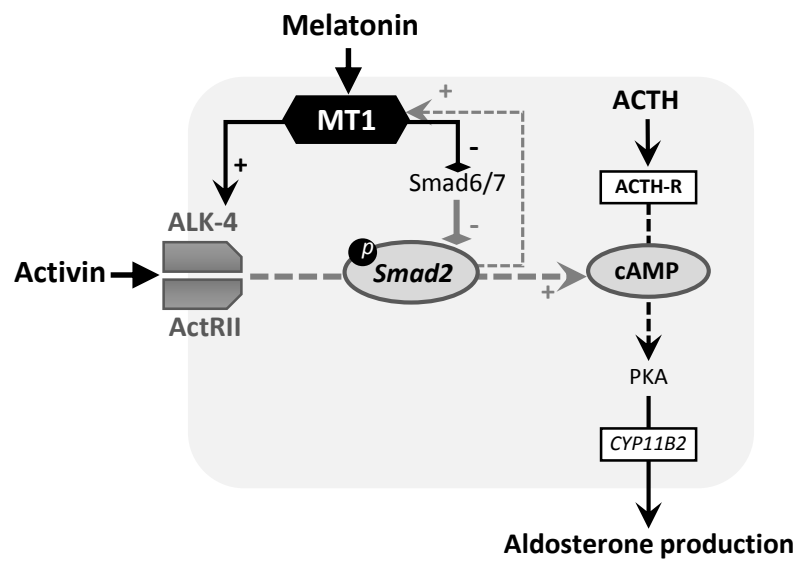 Melatonin
MT1
+
ACTH
+
-
Smad6/7
ACTH-R
ALK-4
-
Activin
p
Smad2
cAMP
+
ActRII
PKA
CYP11B2
Aldosterone production